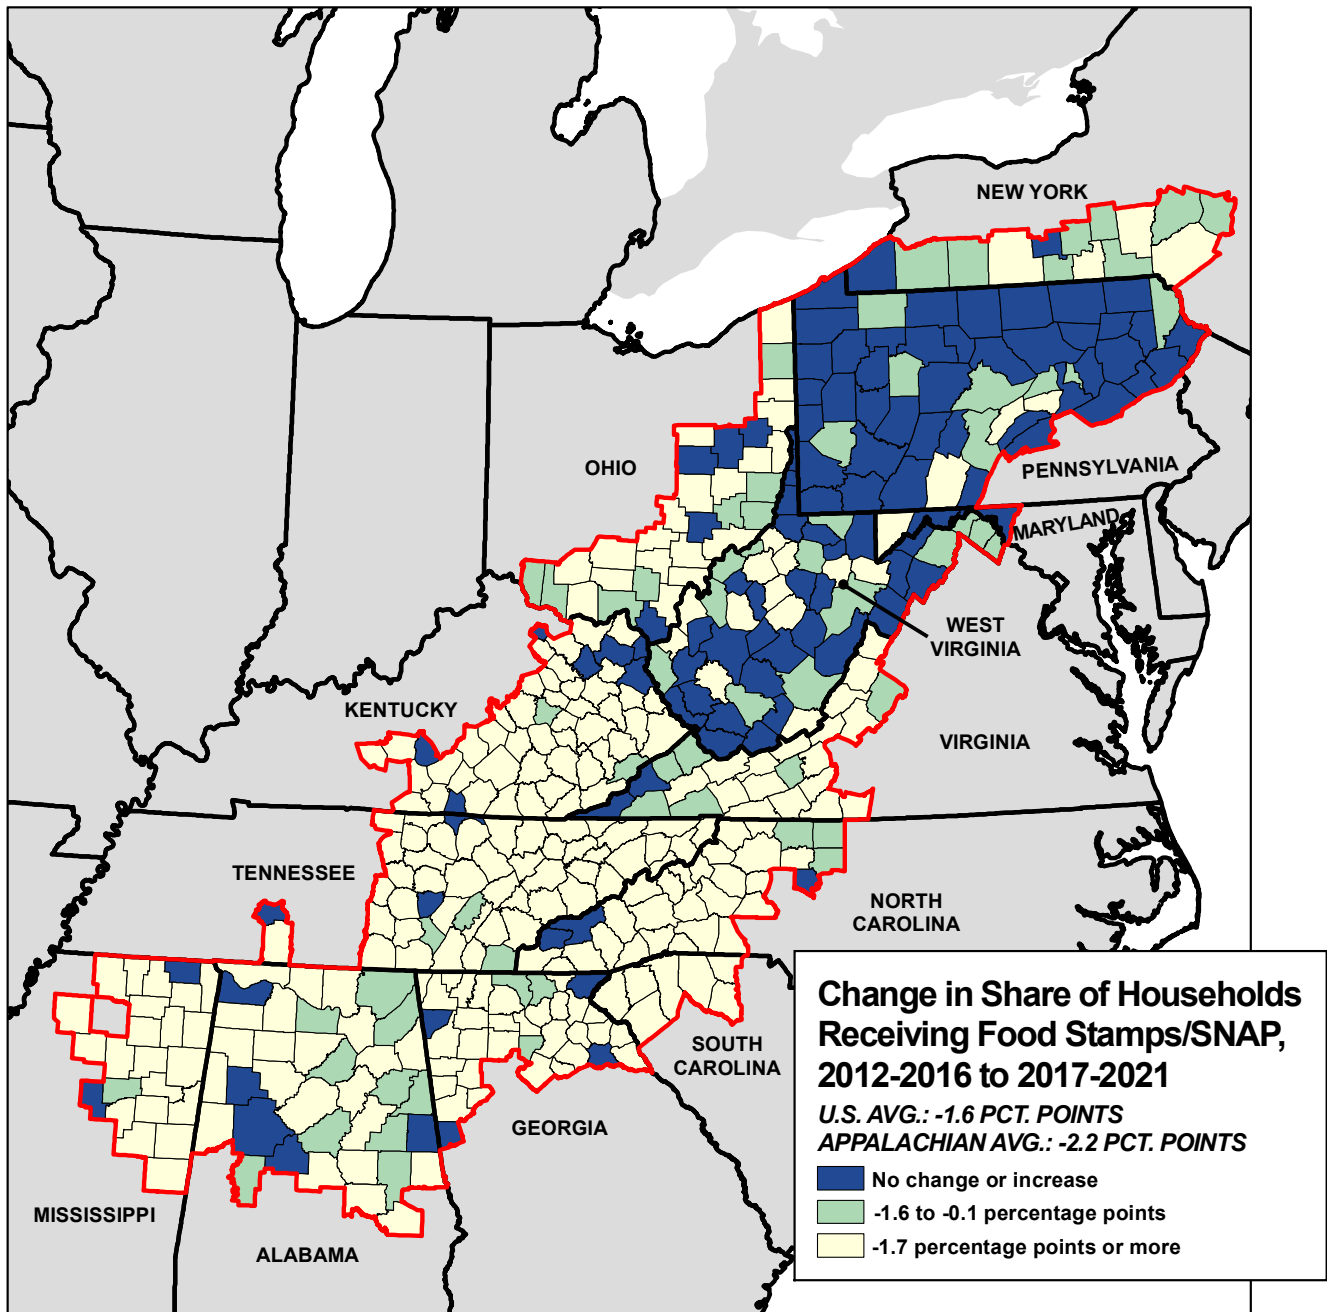 NEW YORK
OHIO
PENNSYLVANIA
MARYLAND
WEST
VIRGINIA
KENTUCKY
VIRGINIA
TENNESSEE
NORTH
CAROLINA
SOUTH
CAROLINA
GEORGIA
MISSISSIPPI
ALABAMA
Change in Share of Households
Receiving Food Stamps/SNAP,
2012-2016 to 2017-2021
U.S. AVG.: -1.6 PCT. POINTS
APPALACHIAN AVG.: -2.2 PCT. POINTS
No change or increase
-1.6 to -0.1 percentage points
-1.7 percentage points or more